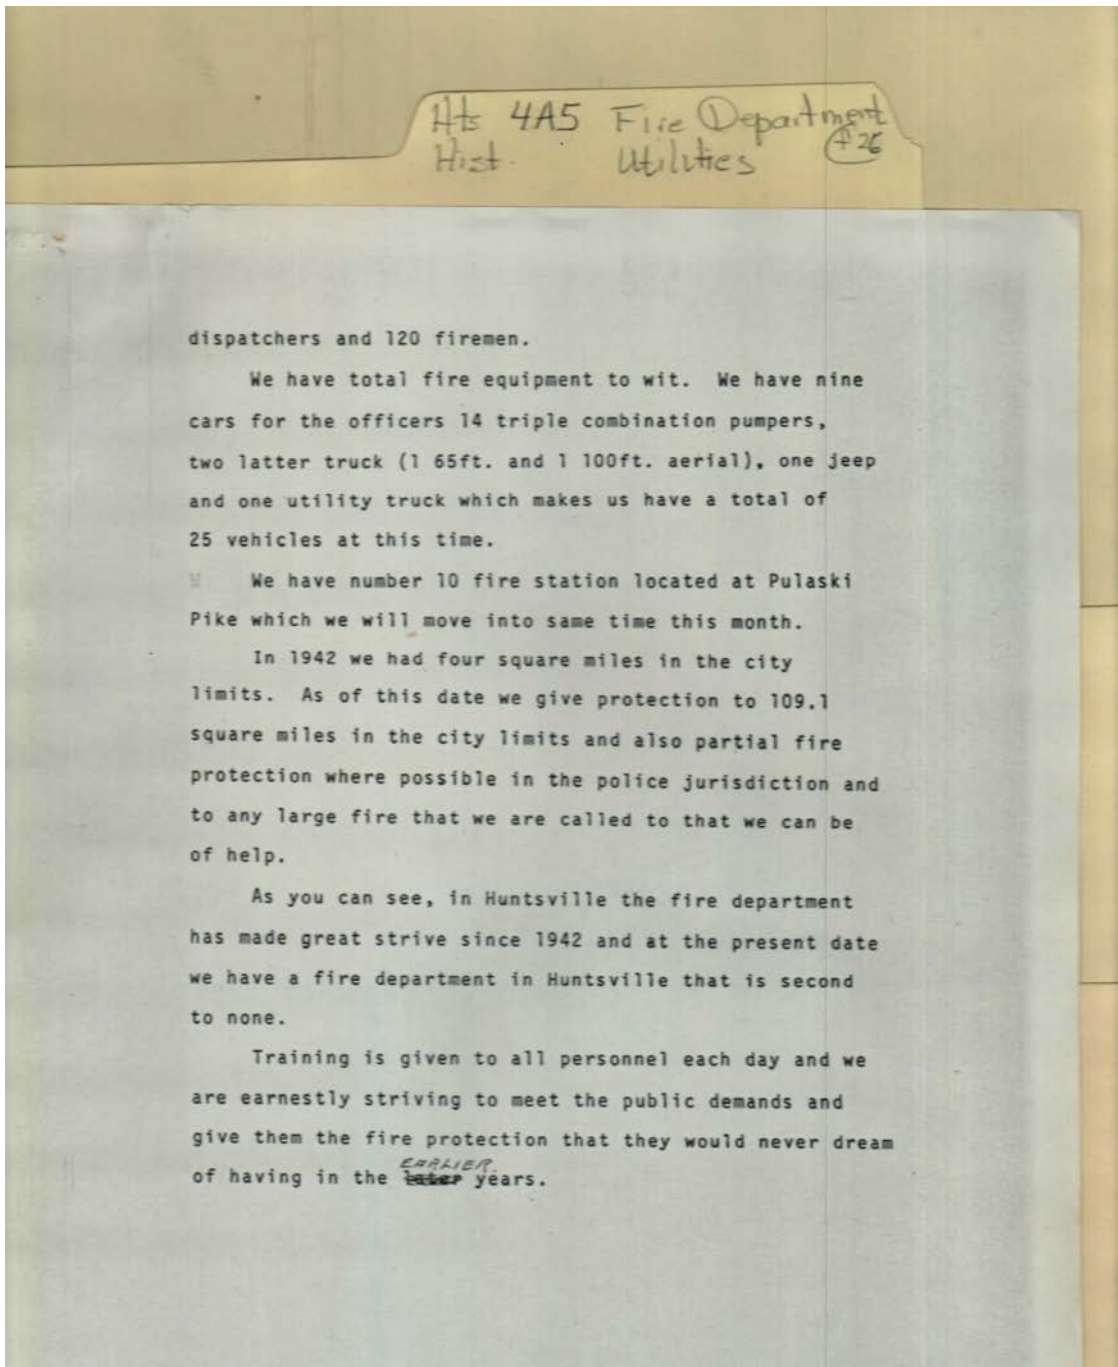 Hts 4A5 Fire Department
Hist. Utilities
dispatchers and 120 firemen.
We have total fire equipment to wit. We have nine
cars for the officers 14 triple combination pumpers,
two latter truck (1 65ft. and 1 100ft. aerial), one jeep
and one utility truck which makes us have a total of
25 vehicles at this time.
We have number 10 fire station located at Pulaski
Pike which we will move into same time this month.
In 1942 we had four square miles in the city
limits. As of this date we give protection to 109.1
square miles in the city limits and also partial fire
protection where possible in the police jurisdiction and
to any large fire that we are called to that we can be
of help.
As you can see, in Huntsville the fire department
has made great strive since 1942 and at the present date
we have a fire department in Huntsville that is second
to none.
Training is given to all personnel each day and we
are earnestly striving to meet the public demands and
give them the fire protection that they would never dream
EARLIER
of having in the later years.